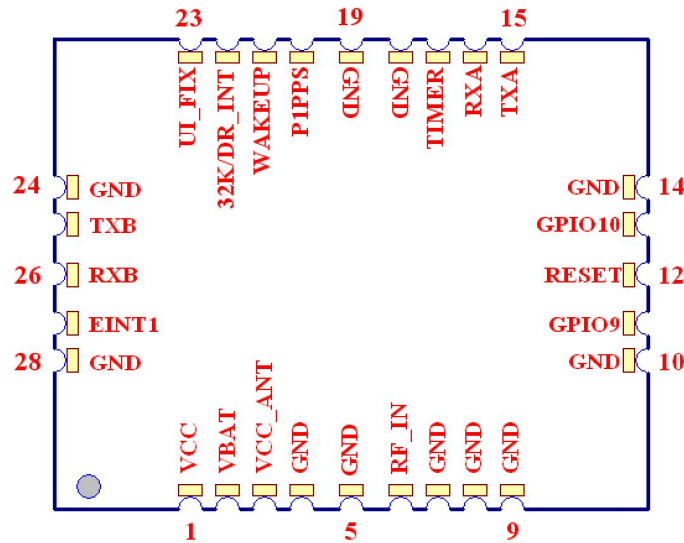 23
19
15
UI_FIX
32K/DR_INT
WAKEUP
P1PPS
GND
GND
TIMER
RXA
TXA
24
GND
TXB
26
RXB
EINT1
28
GND
GND
14
GPIO10
RESET
12
GPIO9
GND
10
VCC
VBAT
VCC_ANT
GND
GND
RF_IN
GND
GND
GND
1
5
9